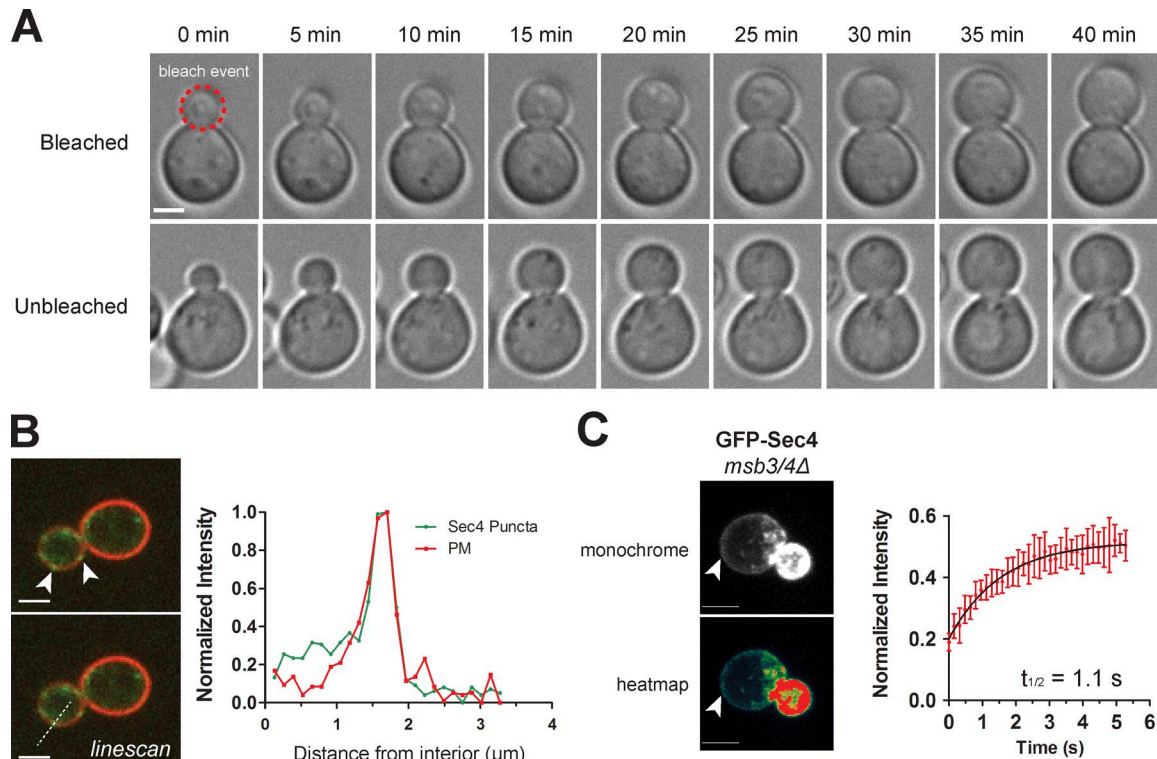 A
0 min 5 min 10 min 15 min 20 min 25 min 30 min 35 min 40 min
bleach event
Bleached
Unbleached
B
linescan
Normalized Intensity
1.0
0.8
0.6
0.4
0.2
0.0
0 1 2 3 4
Distance from interior (um)
Sec4 Puncta
PM
C
GFP-Sec4
msb3/4Δ
monochrome
heatmap
Normalized Intensity
0.6
0.4
0.2
0.0
0 1 2 3 4 5 6
Time (s)
t1/2 = 1.1 s